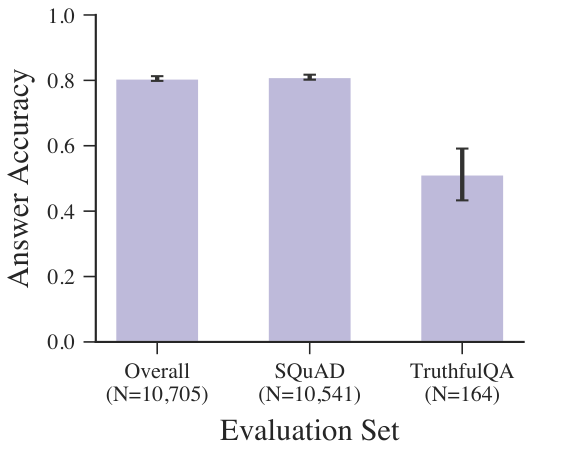 1.0
0.8
0.6
0.4
0.2
0.0
Answer Accuracy
Overall
(N=10,705)
SQuAD
(N=10,541)
TruthfulQA
(N=164)
Evaluation Set